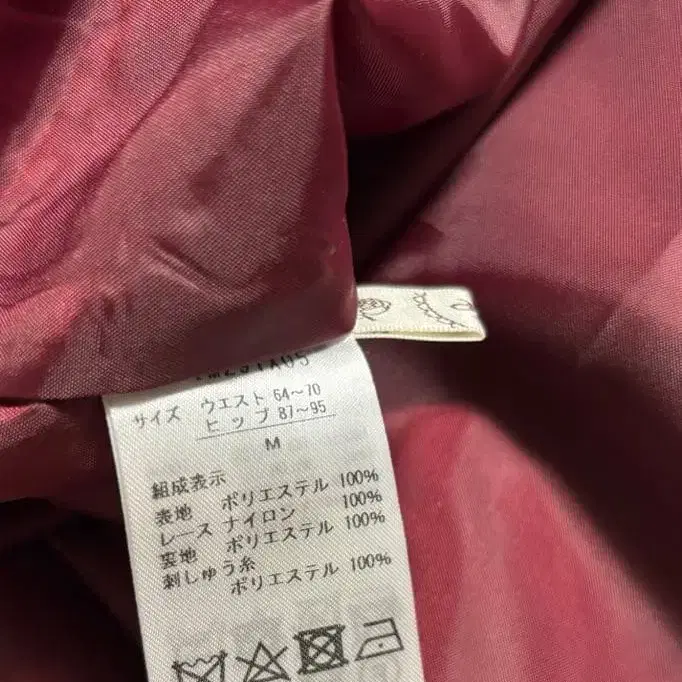 サイズ ウエスト 64～70
ヒップ 87～95
M
組成表示
表地 ポリエステル 100%
レース ナイロン 100%
裏地 ポリエステル 100%
刺しゅう糸
ポリエステル 100%